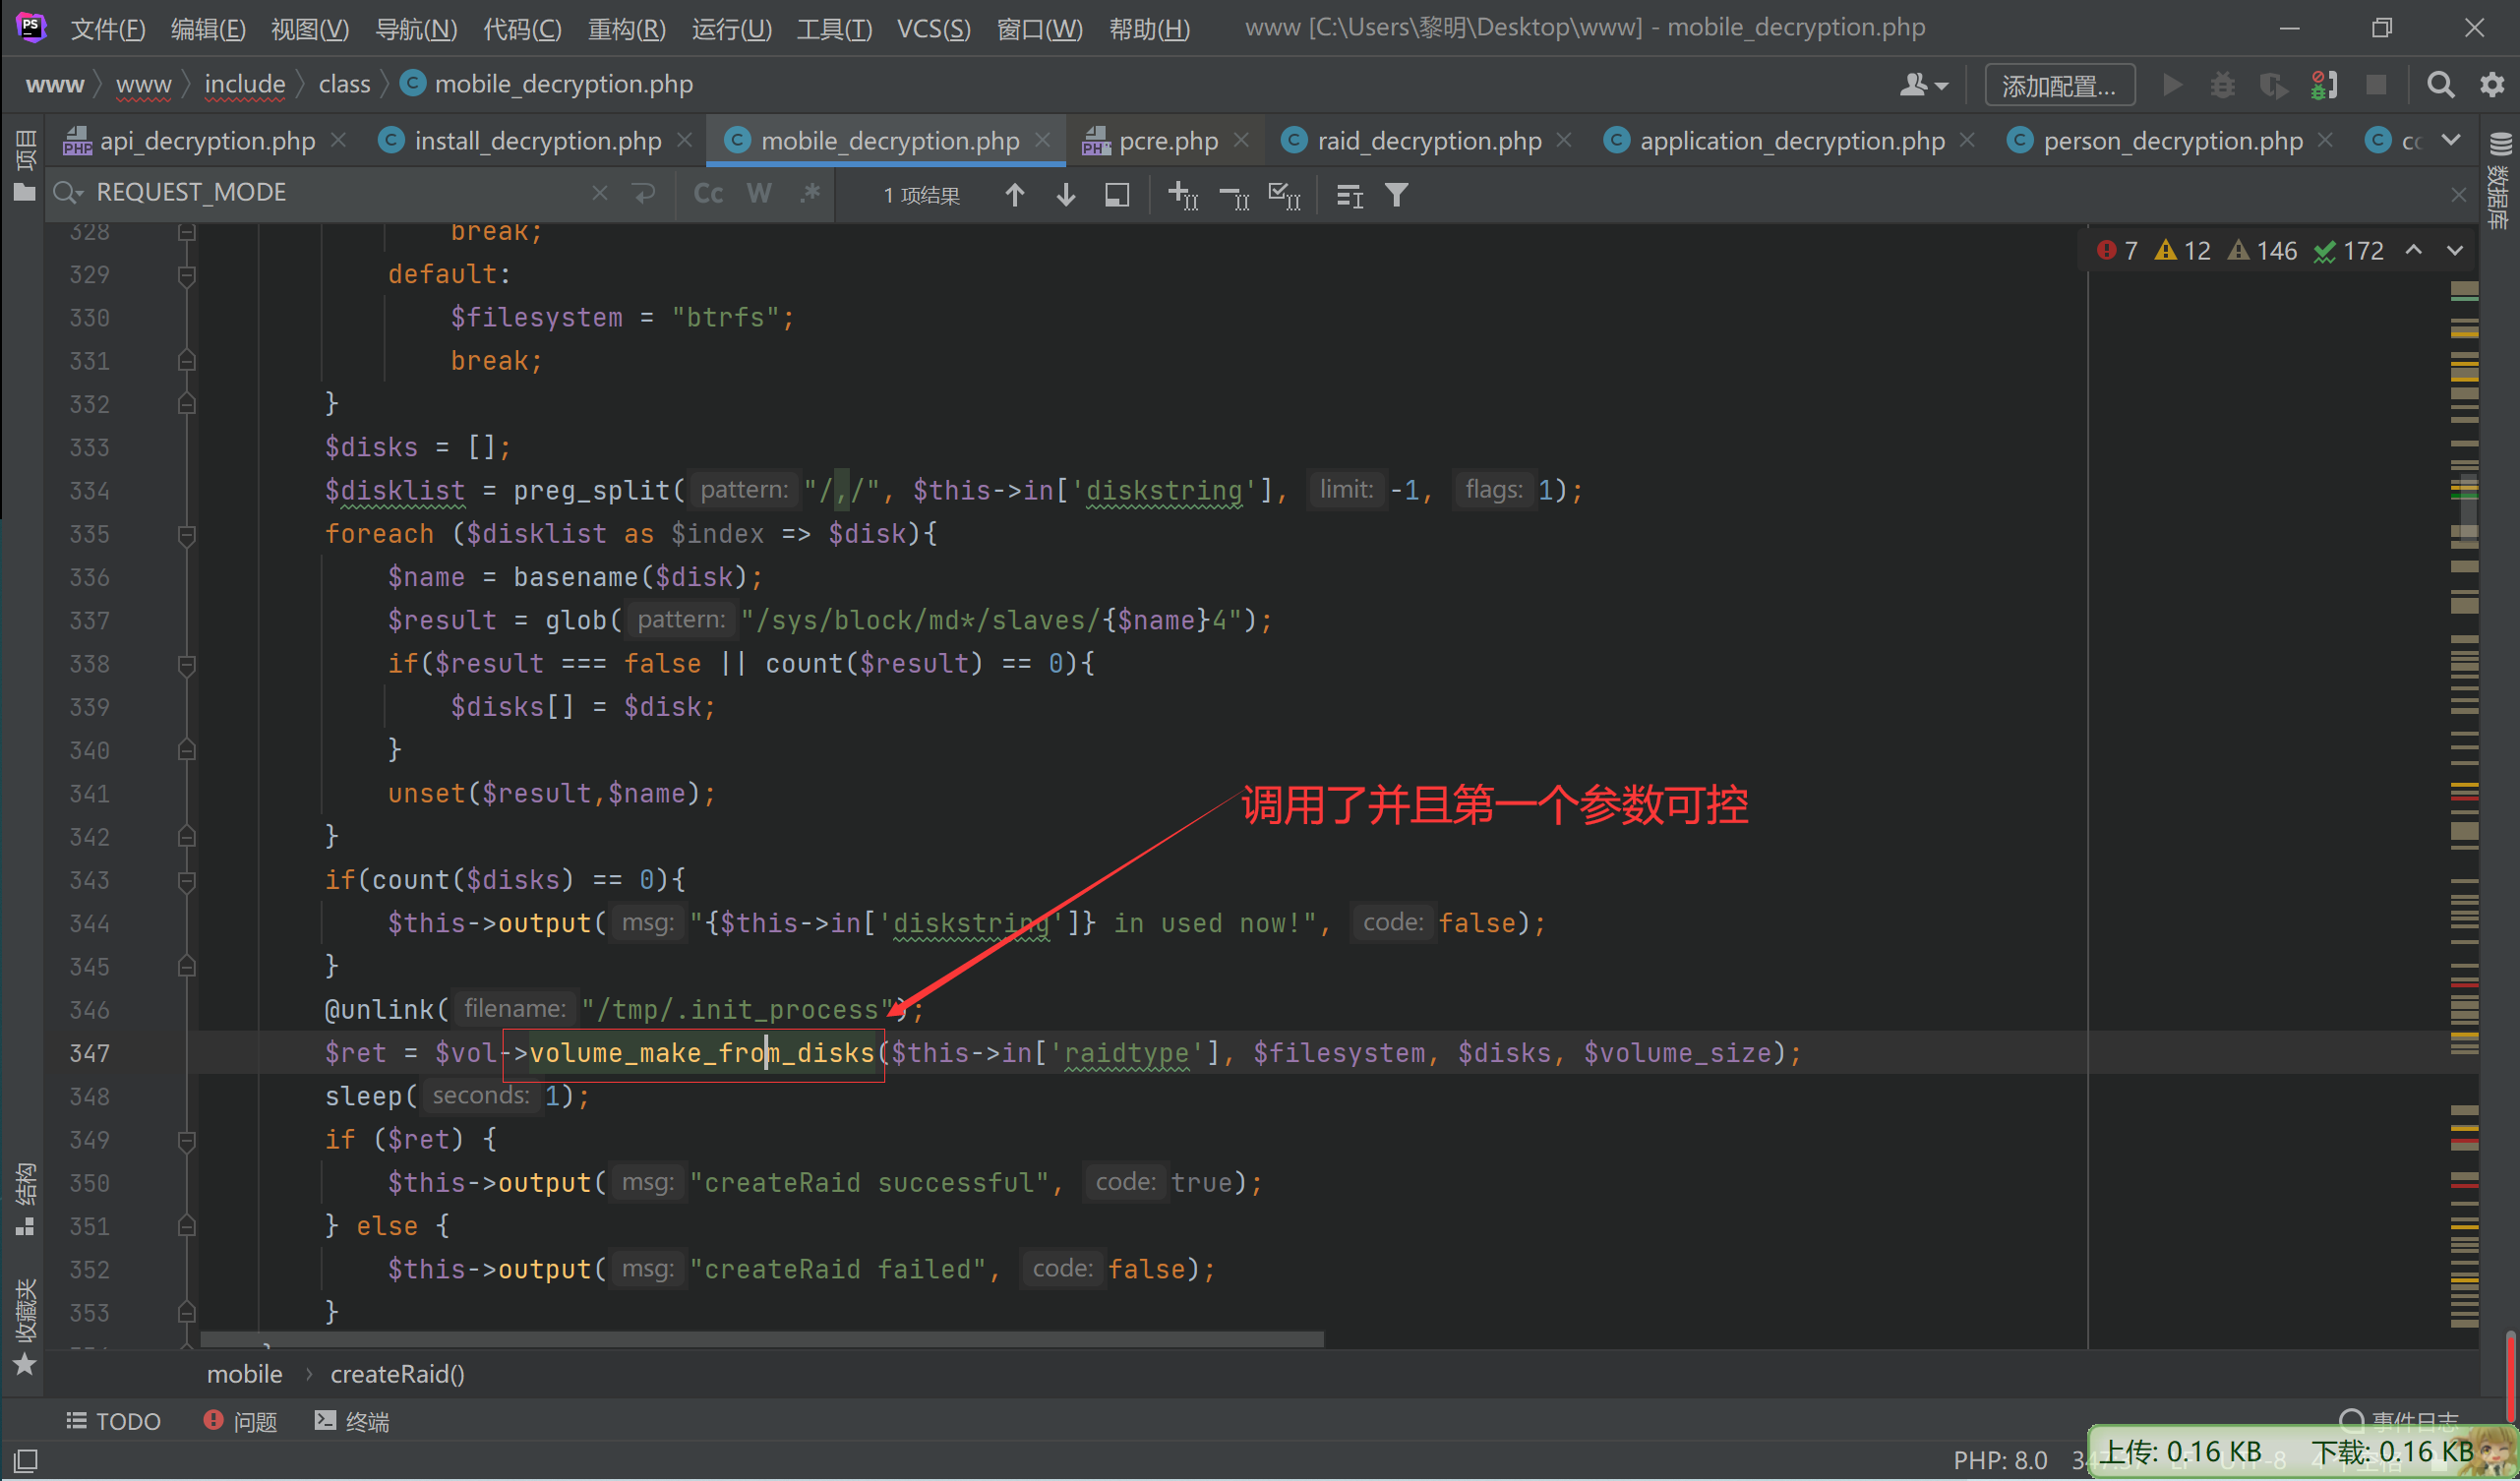 文件(F) 编辑(E) 视图(V) 导航(N) 代码(C) 重构(R) 运行(U) 工具(T) VCS(S) 窗口(W) 帮助(H) www [C:\Users\黎明\Desktop\www] - mobile_decryption.php
www www include class mobile_decryption.php 添加配置...
api_decryption.php install_decryption.php mobile_decryption.php pcre.php raid_decryption.php application_decryption.php person_decryption.php
REQUEST_MODE Cc W .* 1 项结果
项目
数据库
7 12 146 172
328 break;
329 default:
330 $filesystem = "btrfs";
331 break;
332 }
333 $disks = [];
334 $disklist = preg_split( pattern: "/,/", $this->in['diskstring'], limit: -1, flags: 1);
335 foreach ($disklist as $index => $disk){
336 $name = basename($disk);
337 $result = glob( pattern: "/sys/block/md*/slaves/{$name}4");
338 if($result === false || count($result) == 0){
339 $disks[] = $disk;
340 }
341 unset($result,$name);
调用了并且第一个参数可控
342 }
343 if(count($disks) == 0){
344 $this->output( msg: "{$this->in['diskstring']} in used now!", code: false);
345 }
346 @unlink( filename: "/tmp/.init_process");
347 $ret = $vol->volume_make_from_disks($this->in['raidtype'], $filesystem, $disks, $volume_size);
348 sleep( seconds: 1);
349 if ($ret) {
350 $this->output( msg: "createRaid successful", code: true);
351 } else {
352 $this->output( msg: "createRaid failed", code: false);
353 }
结构
收藏夹
mobile › createRaid()
TODO 问题 终端 事件日志
PHP: 8.0
上传: 0.16 KB 下载: 0.16 KB